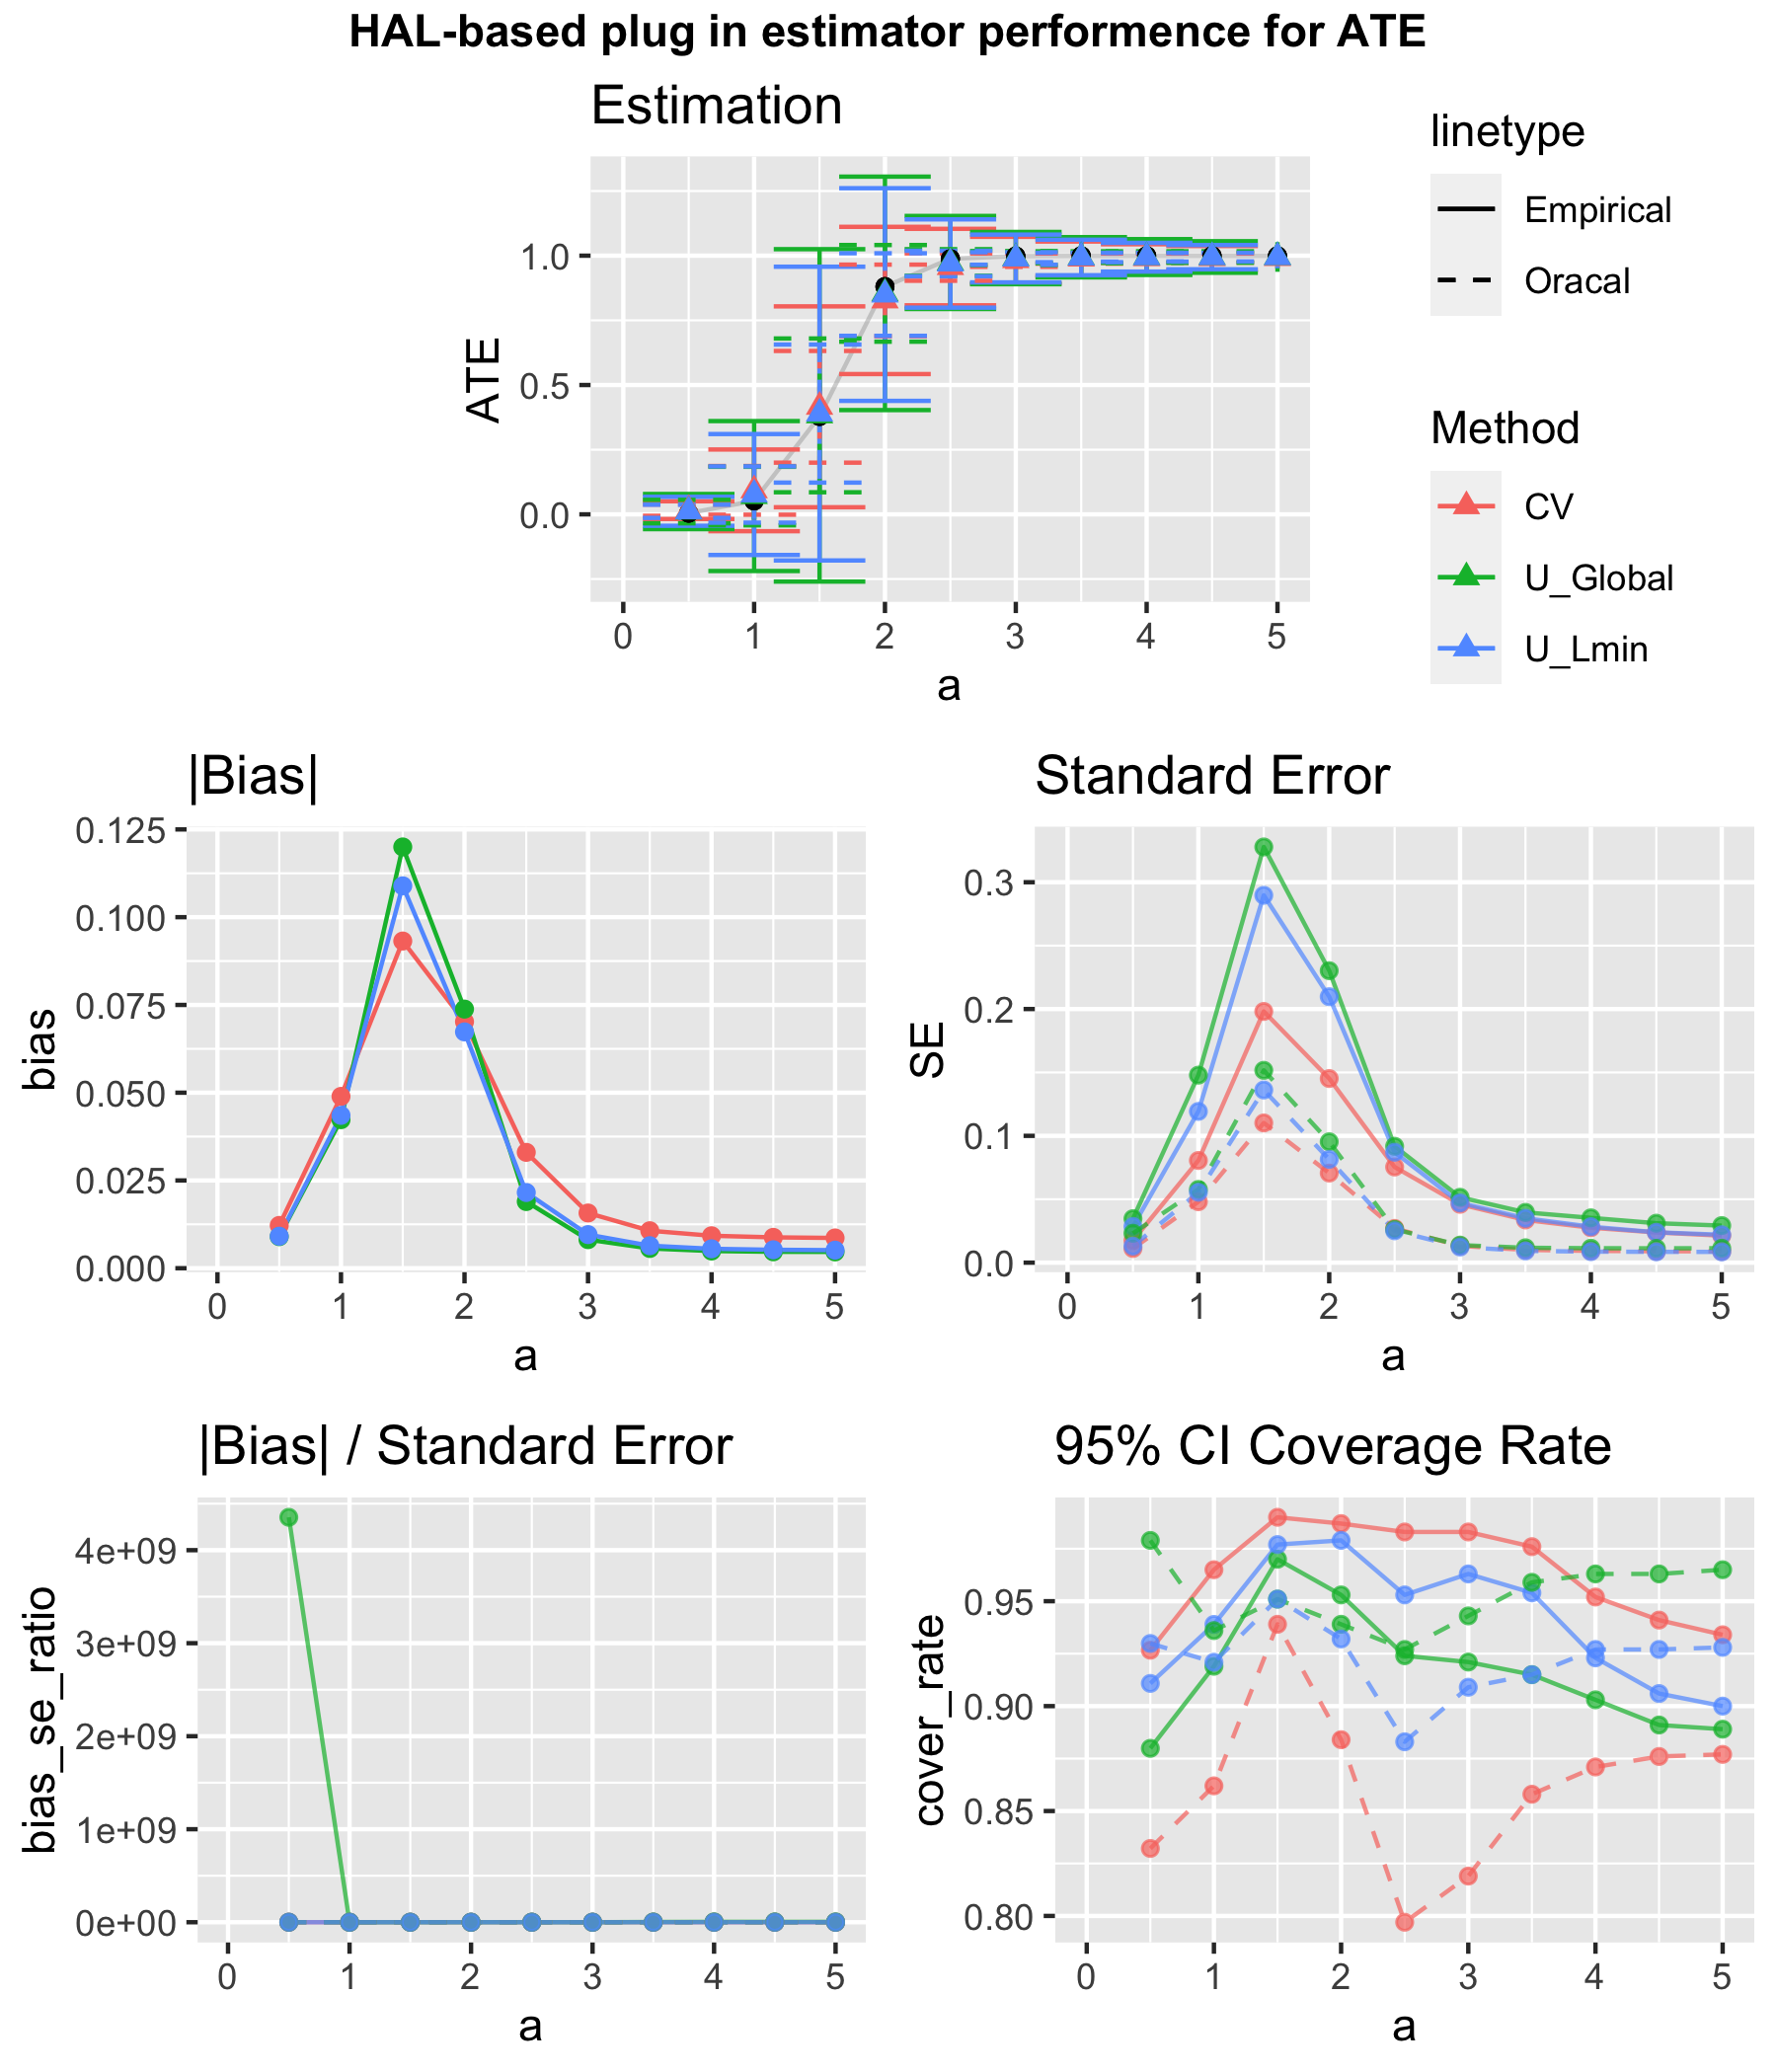 HAL-based plug in estimator performence for ATE
Estimation
ATE
1.0
0.5
0.0
0 1 2 3 4 5
a
linetype
Empirical
Oracal
Method
CV
U_Global
U_Lmin
|Bias|
bias
0.125
0.100
0.075
0.050
0.025
0.000
0 1 2 3 4 5
a
Standard Error
SE
0.3
0.2
0.1
0.0
0 1 2 3 4 5
a
|Bias| / Standard Error
bias_se_ratio
4e+09
3e+09
2e+09
1e+09
0e+00
0 1 2 3 4 5
a
95% CI Coverage Rate
cover_rate
0.95
0.90
0.85
0.80
0 1 2 3 4 5
a